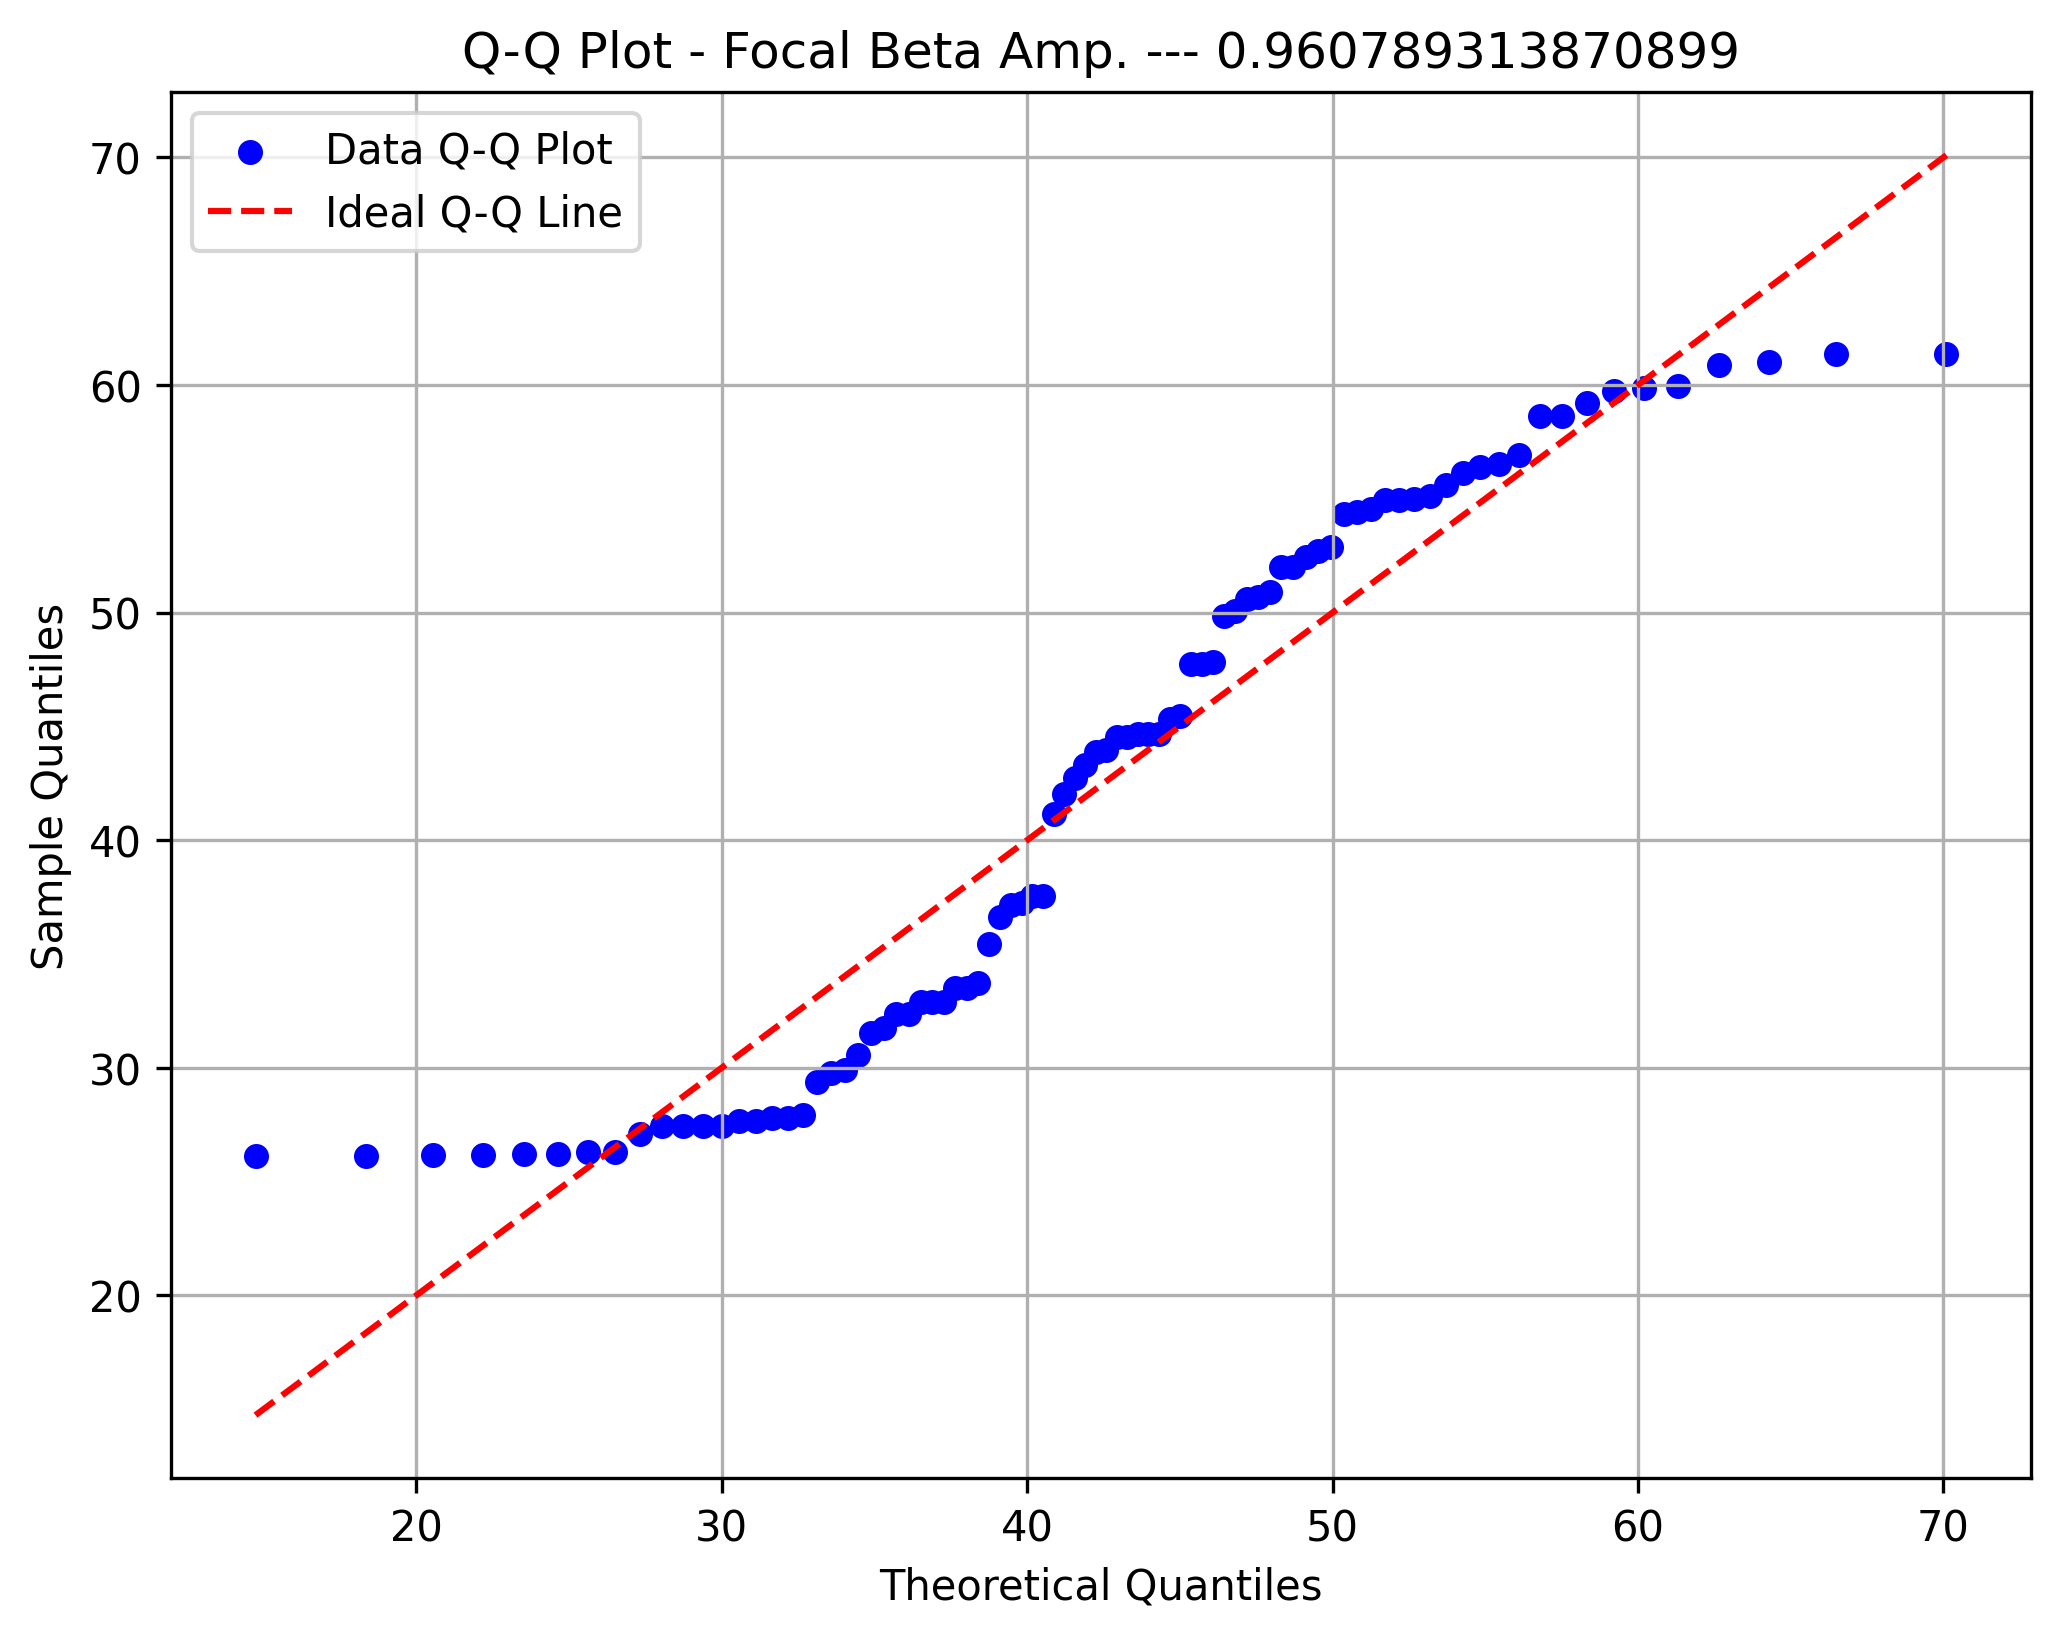 Q-Q Plot - Focal Beta Amp. --- 0.960789313870899
Data Q-Q Plot
Ideal Q-Q Line
70
60
50
40
30
20
Sample Quantiles
20 30 40 50 60 70
Theoretical Quantiles